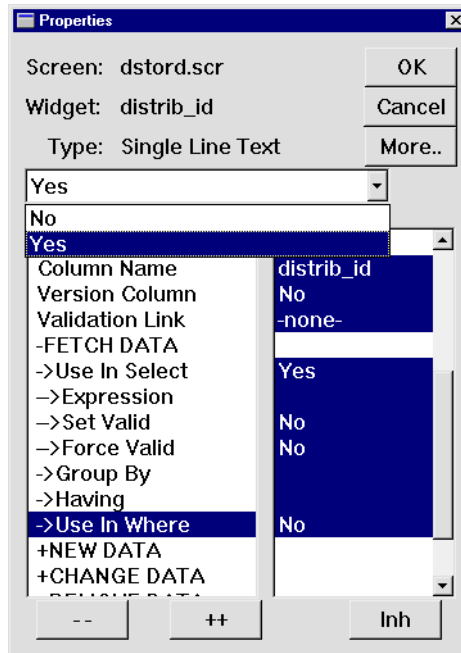 Properties
Screen: dstord.scr
OK
Widget: distrib_id
Cancel
Type: Single Line Text
More..
Yes
No
Yes
Column Name distrib_id
Version Column No
Validation Link -none-
-FETCH DATA
->Use In Select Yes
—>Expression
—>Set Valid No
—>Force Valid No
->Group By
->Having
->Use In Where No
+NEW DATA
+CHANGE DATA
-- ++ Inh